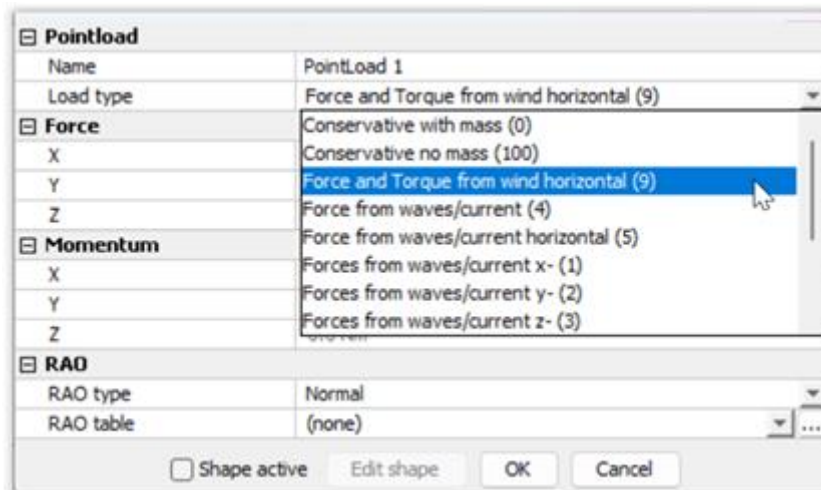 Pointload
Name PointLoad 1
Load type Force and Torque from wind horizontal (9)
Force Conservative with mass (0)
X Conservative no mass (100)
Y Force and Torque from wind horizontal (9)
Z Force from waves/current (4)
Momentum Force from waves/current horizontal (5)
X Forces from waves/current x- (1)
Y Forces from waves/current y- (2)
Z Forces from waves/current z- (3)
RAO
RAO type Normal
RAO table (none) ...
Shape active Edit shape OK Cancel